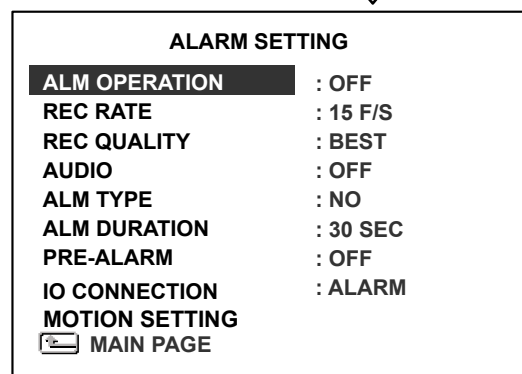 ALARM SETTING
ALM OPERATION : OFF
REC RATE : 15 F/S
REC QUALITY : BEST
AUDIO : OFF
ALM TYPE : NO
ALM DURATION : 30 SEC
PRE-ALARM : OFF
IO CONNECTION : ALARM
MOTION SETTING
MAIN PAGE